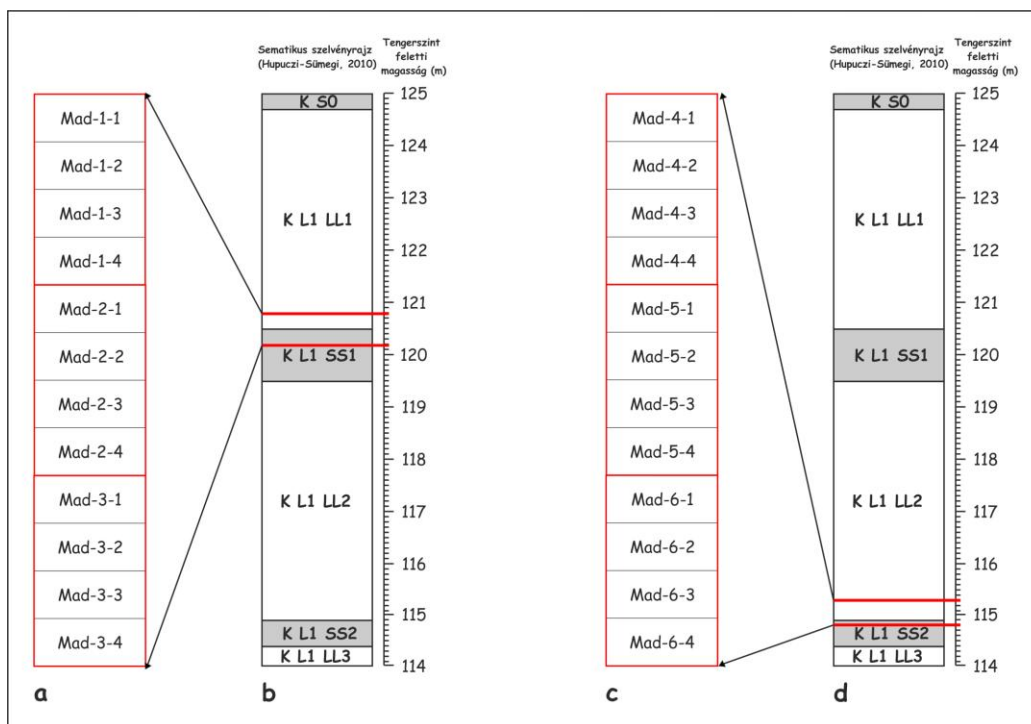 Sematikus szelvényrajz
(Hupuczi-Sümegi, 2010)
Tengerszint
feletti
magasság (m)
Mad-1-1
Mad-1-2
Mad-1-3
Mad-1-4
Mad-2-1
Mad-2-2
Mad-2-3
Mad-2-4
Mad-3-1
Mad-3-2
Mad-3-3
Mad-3-4
a
K S0
K L1 LL1
K L1 SS1
K L1 LL2
K L1 SS2
K L1 LL3
b
125
124
123
122
121
120
119
118
117
116
115
114
Sematikus szelvényrajz
(Hupuczi-Sümegi, 2010)
Tengerszint
feletti
magasság (m)
Mad-4-1
Mad-4-2
Mad-4-3
Mad-4-4
Mad-5-1
Mad-5-2
Mad-5-3
Mad-5-4
Mad-6-1
Mad-6-2
Mad-6-3
Mad-6-4
c
K S0
K L1 LL1
K L1 SS1
K L1 LL2
K L1 SS2
K L1 LL3
d
125
124
123
122
121
120
119
118
117
116
115
114